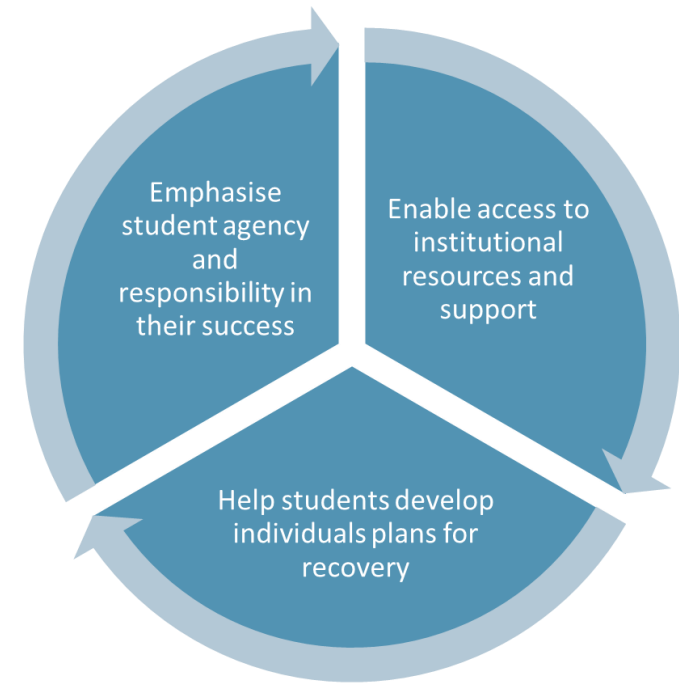 Emphasise
student agency
and
responsibility in
their success
Enable access to
institutional
resources and
support
Help students develop
individuals plans for
recovery